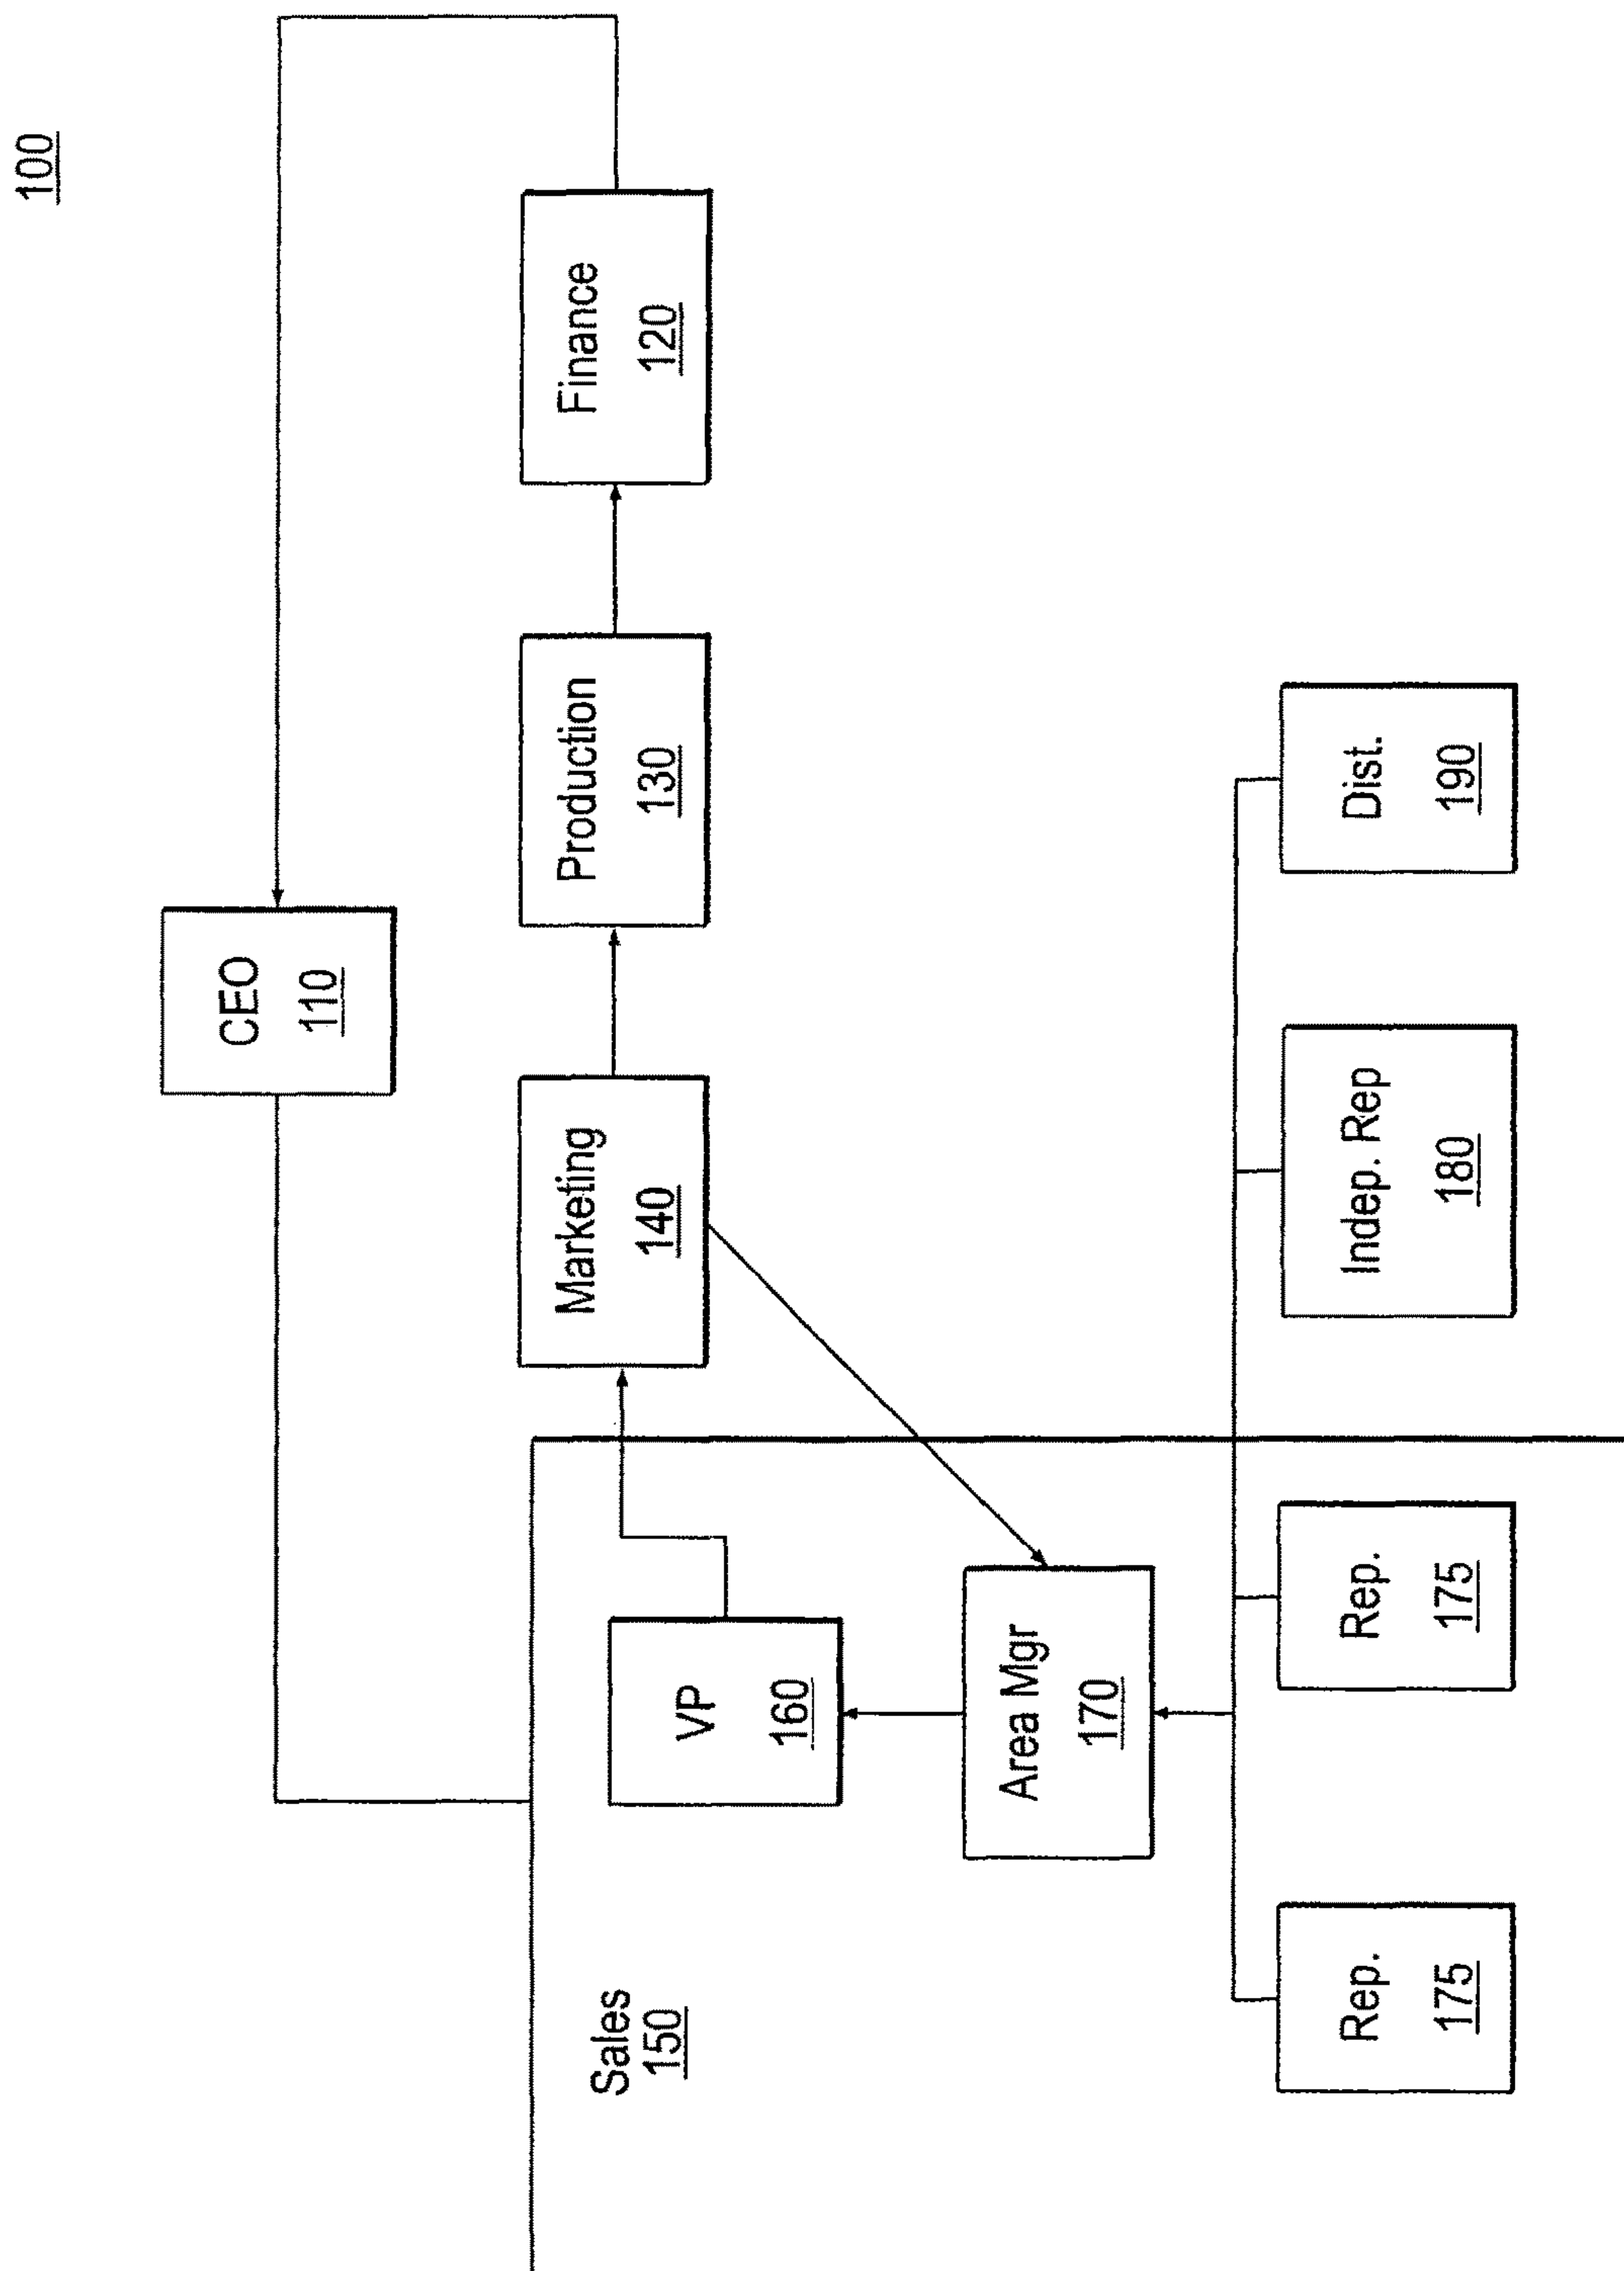 100
CEO
110
Marketing
140
Production
130
Finance
120
Sales
150
VP
160
Area Mgr
170
Rep.
175
Rep.
175
Indep. Rep
180
Dist.
190